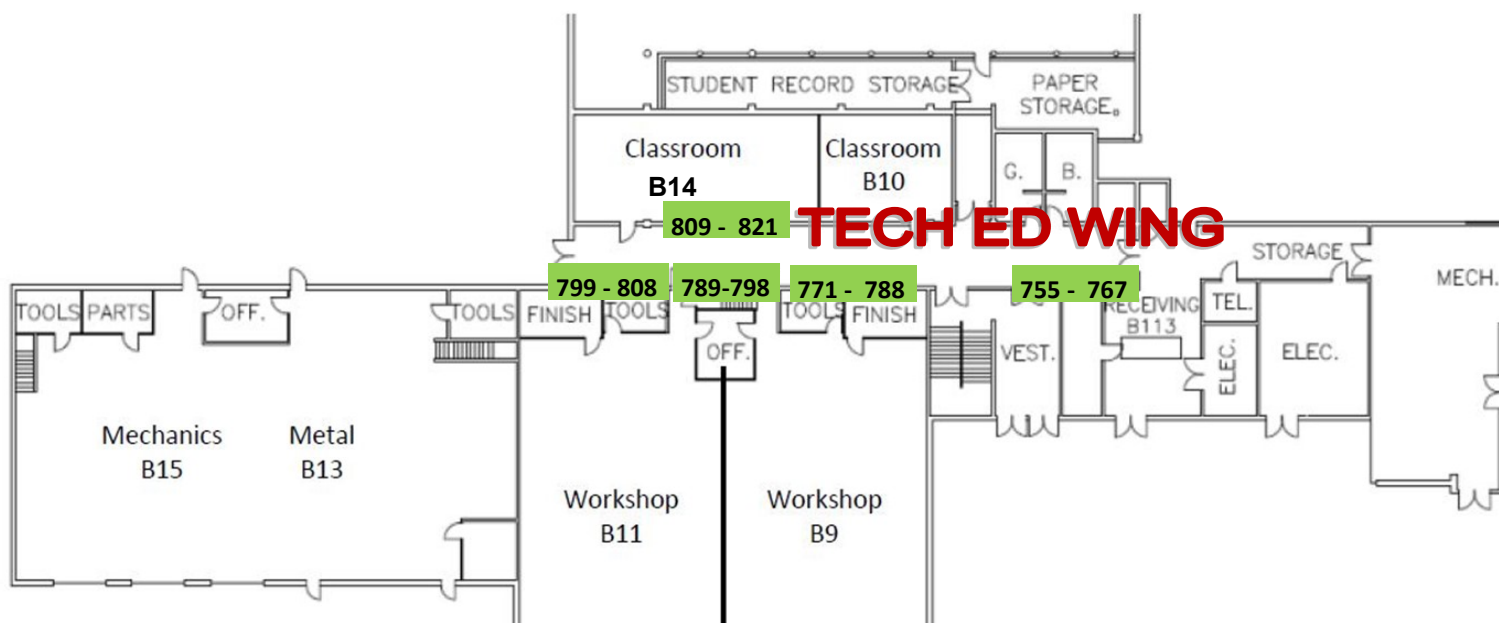 STUDENT RECORD STORAGE
PAPER
STORAGE
Classroom
B14
Classroom
B10
G.
B.
809 - 821
TECH ED WING
STORAGE
MECH.
799 - 808
789-798
771 - 788
755 - 767
TOOLS
PARTS
OFF.
TOOLS
FINISH
TOOLS
OFF.
TOOLS
FINISH
VEST.
RECEIVING
B113
TEL.
ELEC.
ELEC.
Mechanics
B15
Metal
B13
Workshop
B11
Workshop
B9